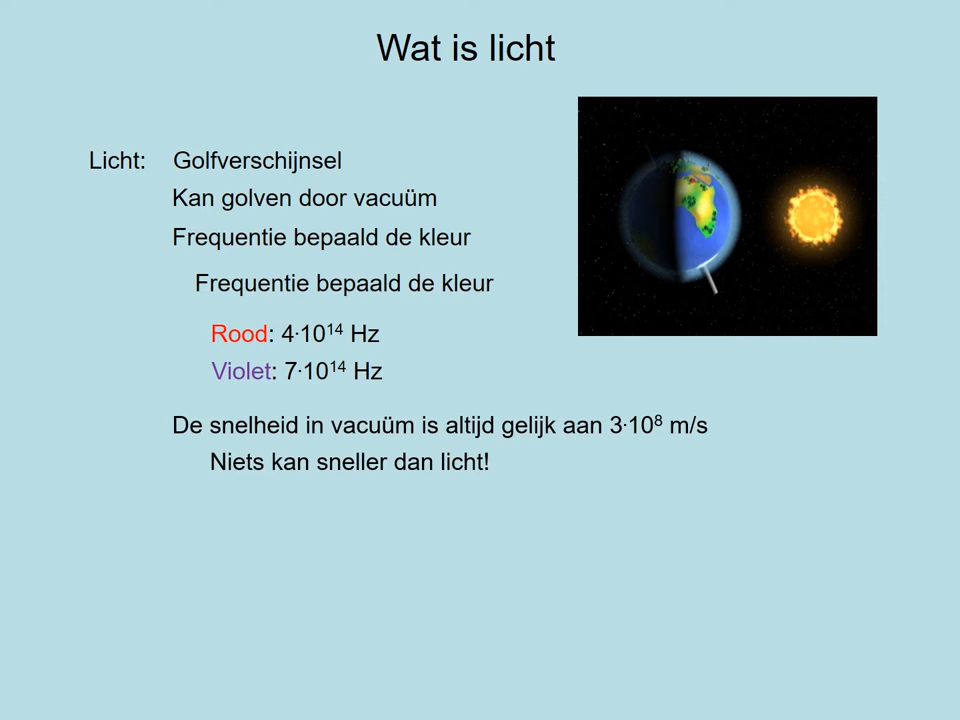 Wat is licht
Licht: Golfverschijnsel
Kan golven door vacuüm
Frequentie bepaald de kleur
Frequentie bepaald de kleur
Rood: 4·10¹⁴ Hz
Violet: 7·10¹⁴ Hz
De snelheid in vacuüm is altijd gelijk aan 3·10⁸ m/s
Niets kan sneller dan licht!